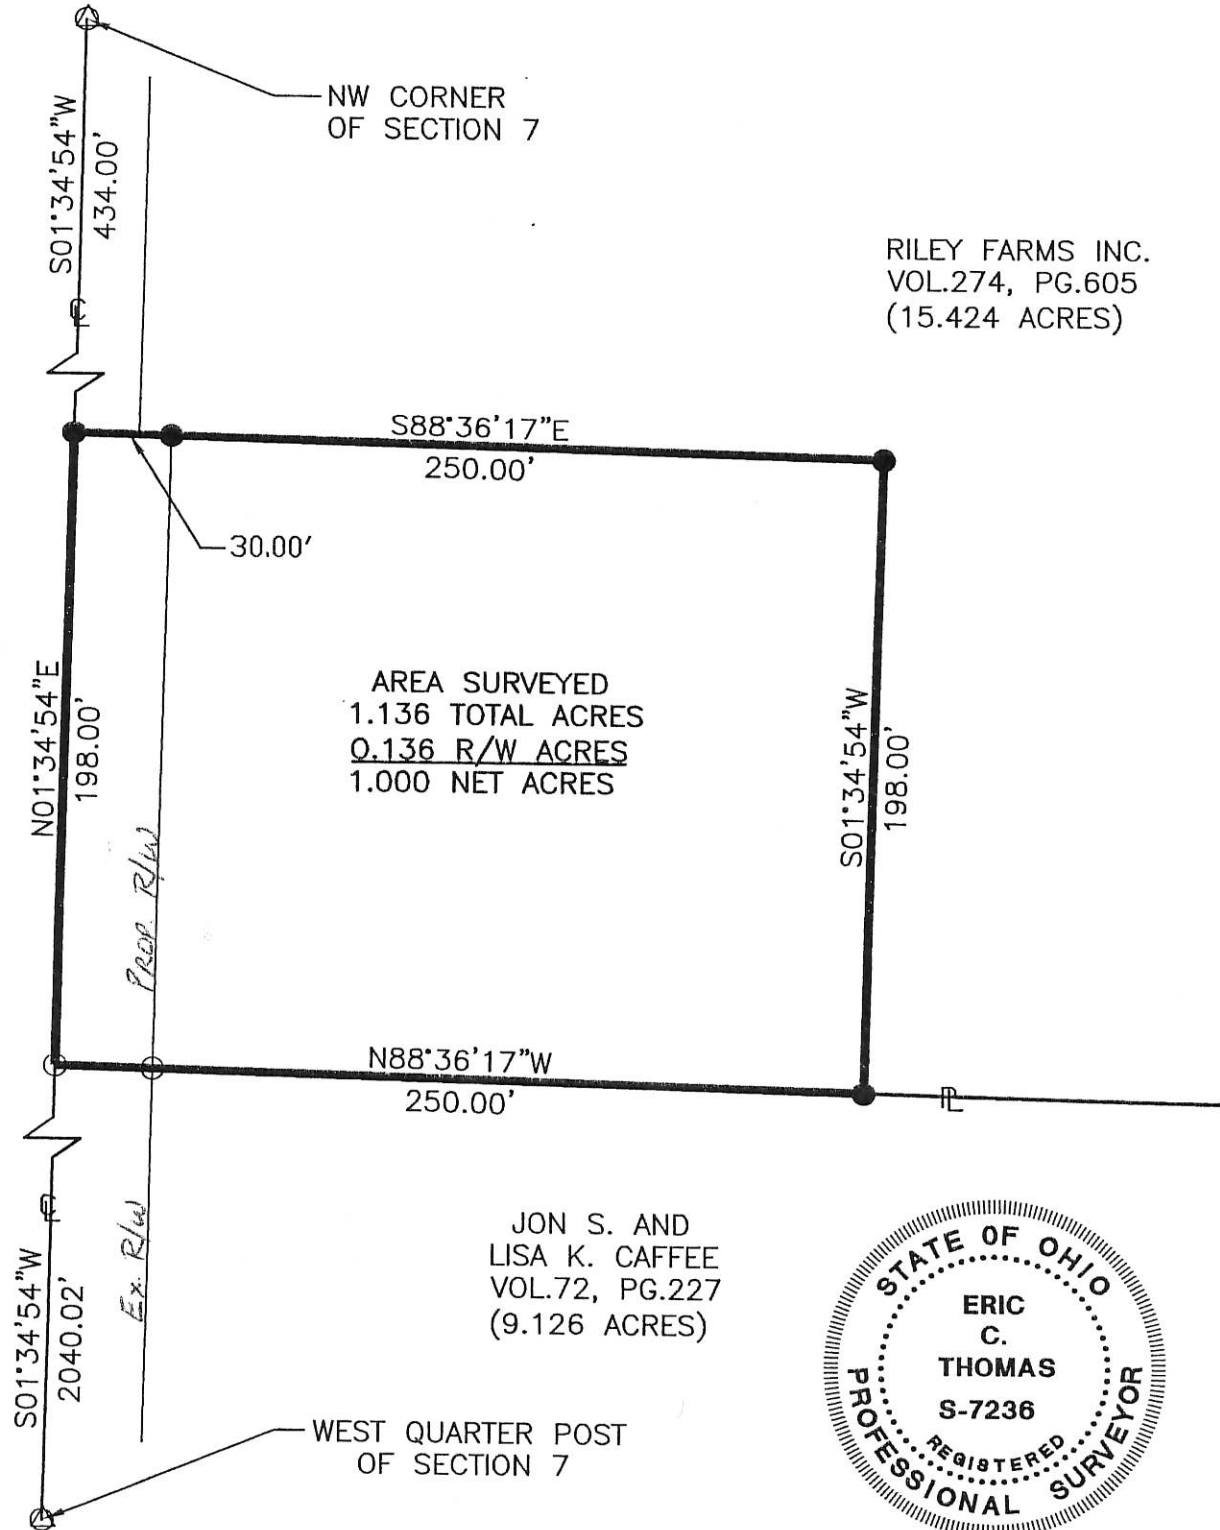 NW CORNER
OF SECTION 7
S01°34'54"W
434.00'
℄
RILEY FARMS INC.
VOL.274, PG.605
(15.424 ACRES)
S88°36'17"E
250.00'
30.00'
AREA SURVEYED
1.136 TOTAL ACRES
0.136 R/W ACRES
1.000 NET ACRES
N01°34'54"E
198.00'
S01°34'54"W
198.00'
PROP. R/W
N88°36'17"W
250.00'
PL
℄
Ex. R/W
S01°34'54"W
2040.02'
JON S. AND
LISA K. CAFFEE
VOL.72, PG.227
(9.126 ACRES)
WEST QUARTER POST
OF SECTION 7
STATE OF OHIO
ERIC
C.
THOMAS
S-7236
REGISTERED
PROFESSIONAL SURVEYOR